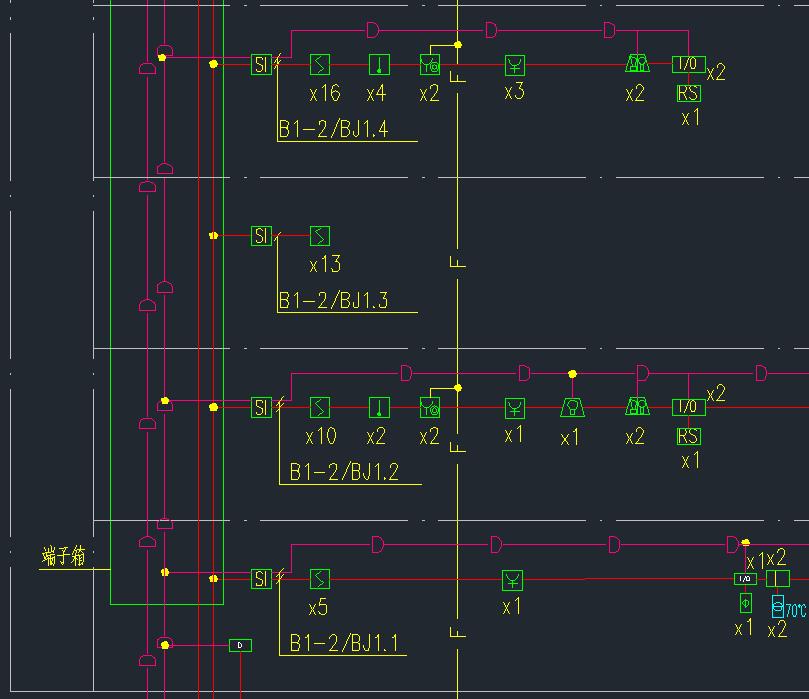 D
D
D
SI
I/O
x2
F
x16
x4
x2
x3
x2
RS
x1
B1-2/BJ1.4
SI
x13
F
B1-2/BJ1.3
D
D
D
D
x2
SI
I/O
x10
x2
x2
x1
x1
x2
RS
F
x1
B1-2/BJ1.2
D
D
D
D
端子箱
x1
x2
SI
I/O
x5
x1
70℃
x1
x2
F
B1-2/BJ1.1
D